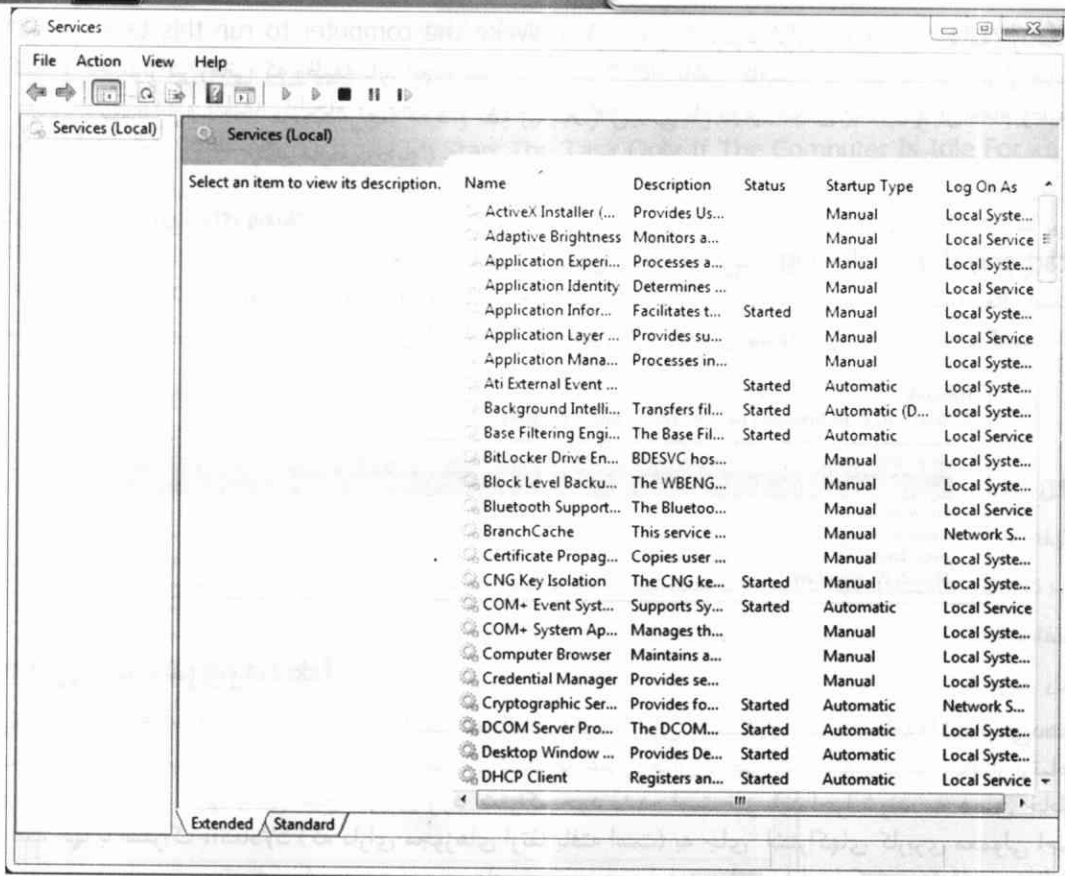 Services
File Action View Help
Services (Local)
Services (Local)
Select an item to view its description.
Name Description Status Startup Type Log On As
ActiveX Installer (... Provides Us... Manual Local Syste...
Adaptive Brightness Monitors a... Manual Local Service
Application Experi... Processes a... Manual Local Syste...
Application Identity Determines ... Manual Local Service
Application Infor... Facilitates t... Started Manual Local Syste...
Application Layer ... Provides su... Manual Local Service
Application Mana... Processes in... Manual Local Syste...
Ati External Event ... Started Automatic Local Syste...
Background Intelli... Transfers fil... Started Automatic (D... Local Syste...
Base Filtering Engi... The Base Fil... Started Automatic Local Service
BitLocker Drive En... BDESVC hos... Manual Local Syste...
Block Level Backu... The WBENG... Manual Local Syste...
Bluetooth Support... The Bluetoo... Manual Local Service
BranchCache This service ... Manual Network S...
Certificate Propag... Copies user ... Manual Local Syste...
CNG Key Isolation The CNG ke... Started Manual Local Syste...
COM+ Event Syst... Supports Sy... Started Automatic Local Service
COM+ System Ap... Manages th... Manual Local Syste...
Computer Browser Maintains a... Manual Local Syste...
Credential Manager Provides se... Manual Local Syste...
Cryptographic Ser... Provides fo... Started Automatic Network S...
DCOM Server Pro... The DCOM... Started Automatic Local Syste...
Desktop Window ... Provides De... Started Automatic Local Syste...
DHCP Client Registers an... Started Automatic Local Service
Extended Standard